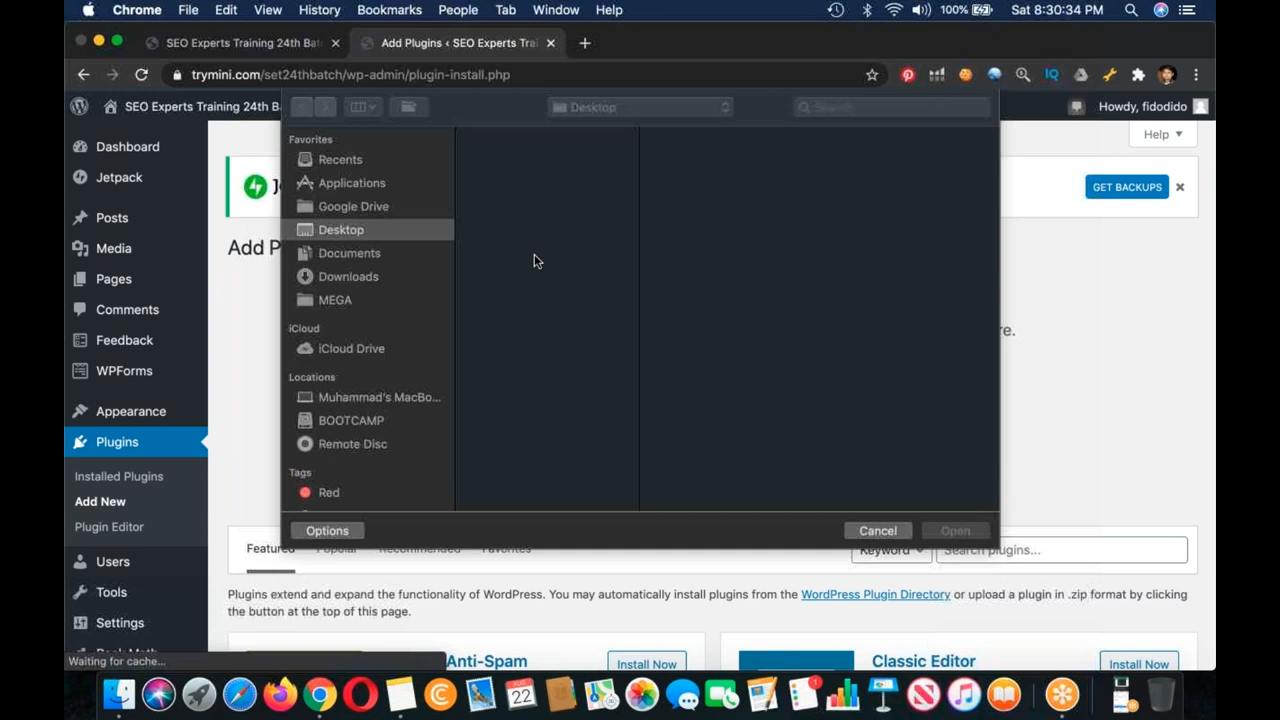 Chrome File Edit View History Bookmarks People Tab Window Help 100% Sat 8:30:34 PM
SEO Experts Training 24th Bat
Add Plugins ‹ SEO Experts Trai
trymini.com/set24thbatch/wp-admin/plugin-install.php
IQ
SEO Experts Training 24th B
Desktop
Search
Howdy, fidodido
Help
Dashboard
Jetpack
Posts
Media
Pages
Comments
Feedback
WPForms
Appearance
Plugins
Installed Plugins
Add New
Plugin Editor
Users
Tools
Settings
Rank Math
GET BACKUPS
Add P
Favorites
Recents
Applications
Google Drive
Desktop
Documents
Downloads
MEGA
iCloud
iCloud Drive
Locations
Muhammad's MacBo...
BOOTCAMP
Remote Disc
Tags
Red
Options
Cancel
Open
re.
Featured Popular Recommended Favorites
Keyword
Search plugins...
Plugins extend and expand the functionality of WordPress. You may automatically install plugins from the WordPress Plugin Directory or upload a plugin in .zip format by clicking
the button at the top of this page.
Anti-Spam
Install Now
Classic Editor
Install Now
Waiting for cache...
AUG
22
1